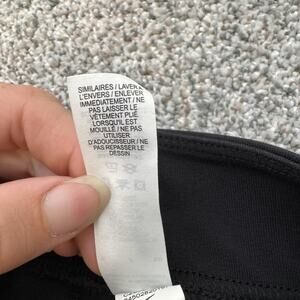 SIMILAIRES / LAVER À
L'ENVERS / ENLEVER
IMMÉDIATEMENT / NE
PAS LAISSER LE
VÊTEMENT PLIÉ
LORSQU'IL EST
MOUILLÉ / NE PAS
UTILISER
D'ADOUCISSEUR / NE
PAS REPASSER LE
DESSIN